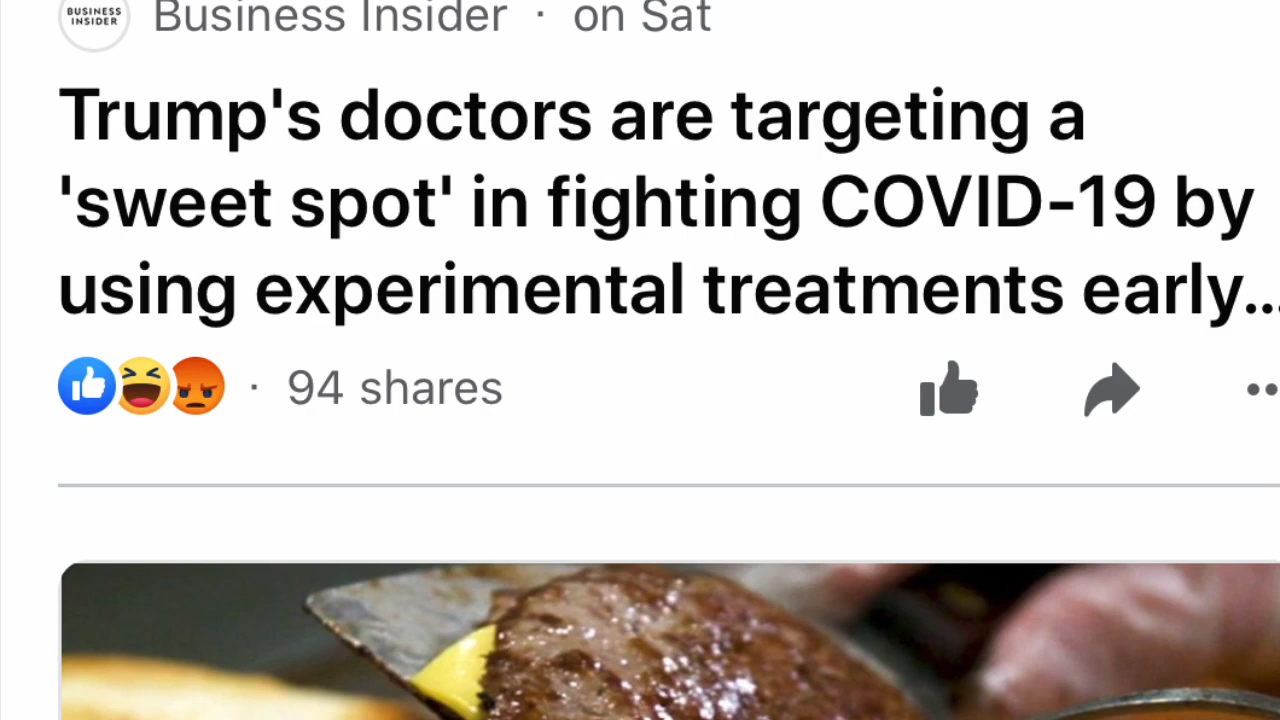 BUSINESS
INSIDER
Business Insider · on Sat
Trump's doctors are targeting a
'sweet spot' in fighting COVID-19 by
using experimental treatments early...
· 94 shares